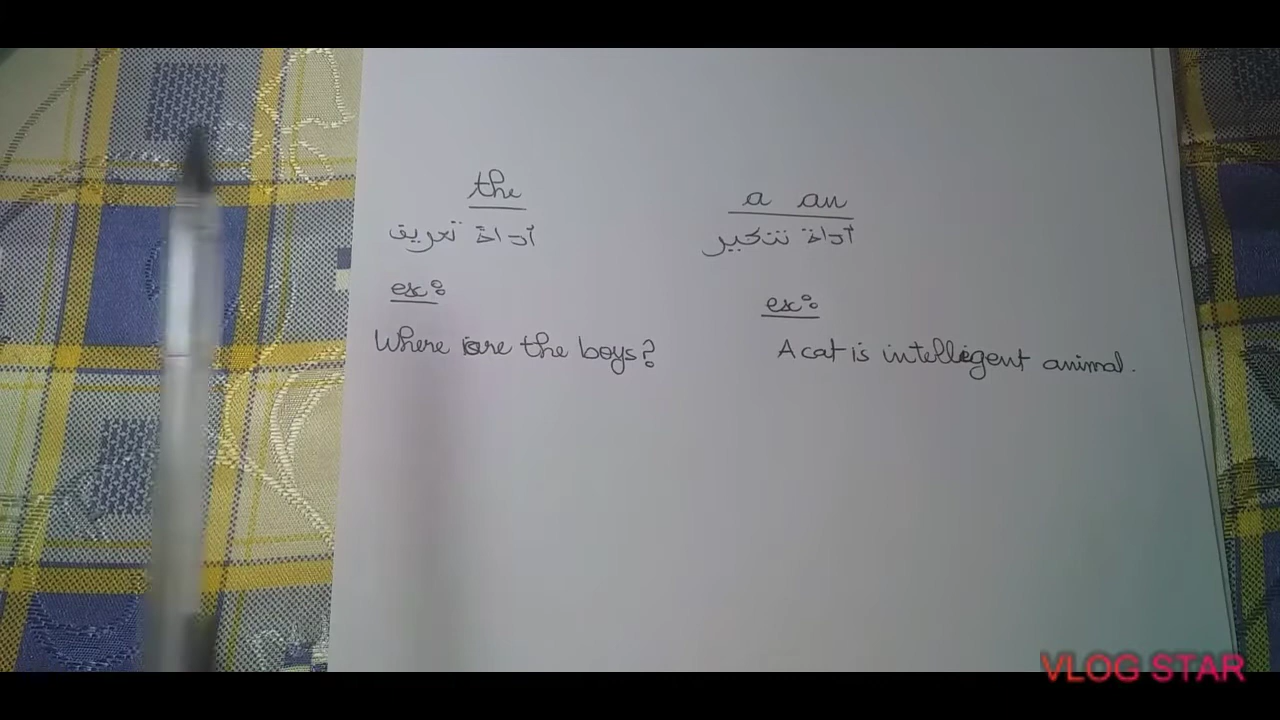 the
أداة تعريف
ex:
Where are the boys?
a an
أداة تنكير
ex:
A cat is intelligent animal.
VLOG STAR